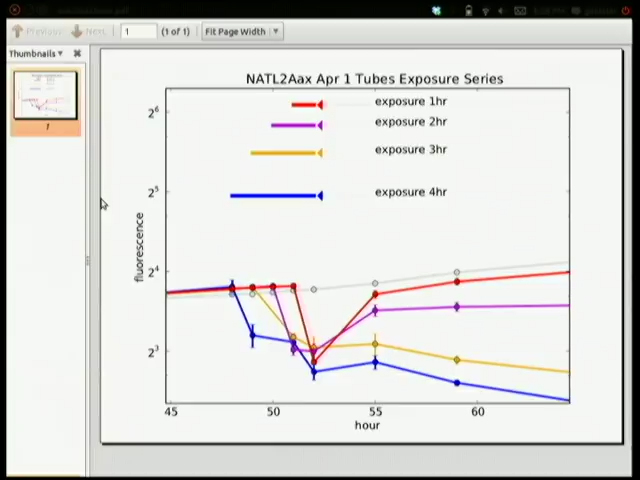 Previous
Next
1
(1 of 1)
Fit Page Width
Thumbnails
1
NATL2Aax Apr 1 Tubes Exposure Series
exposure 1hr
exposure 2hr
exposure 3hr
exposure 4hr
fluorescence
2^6
2^5
2^4
2^3
45
50
55
60
hour